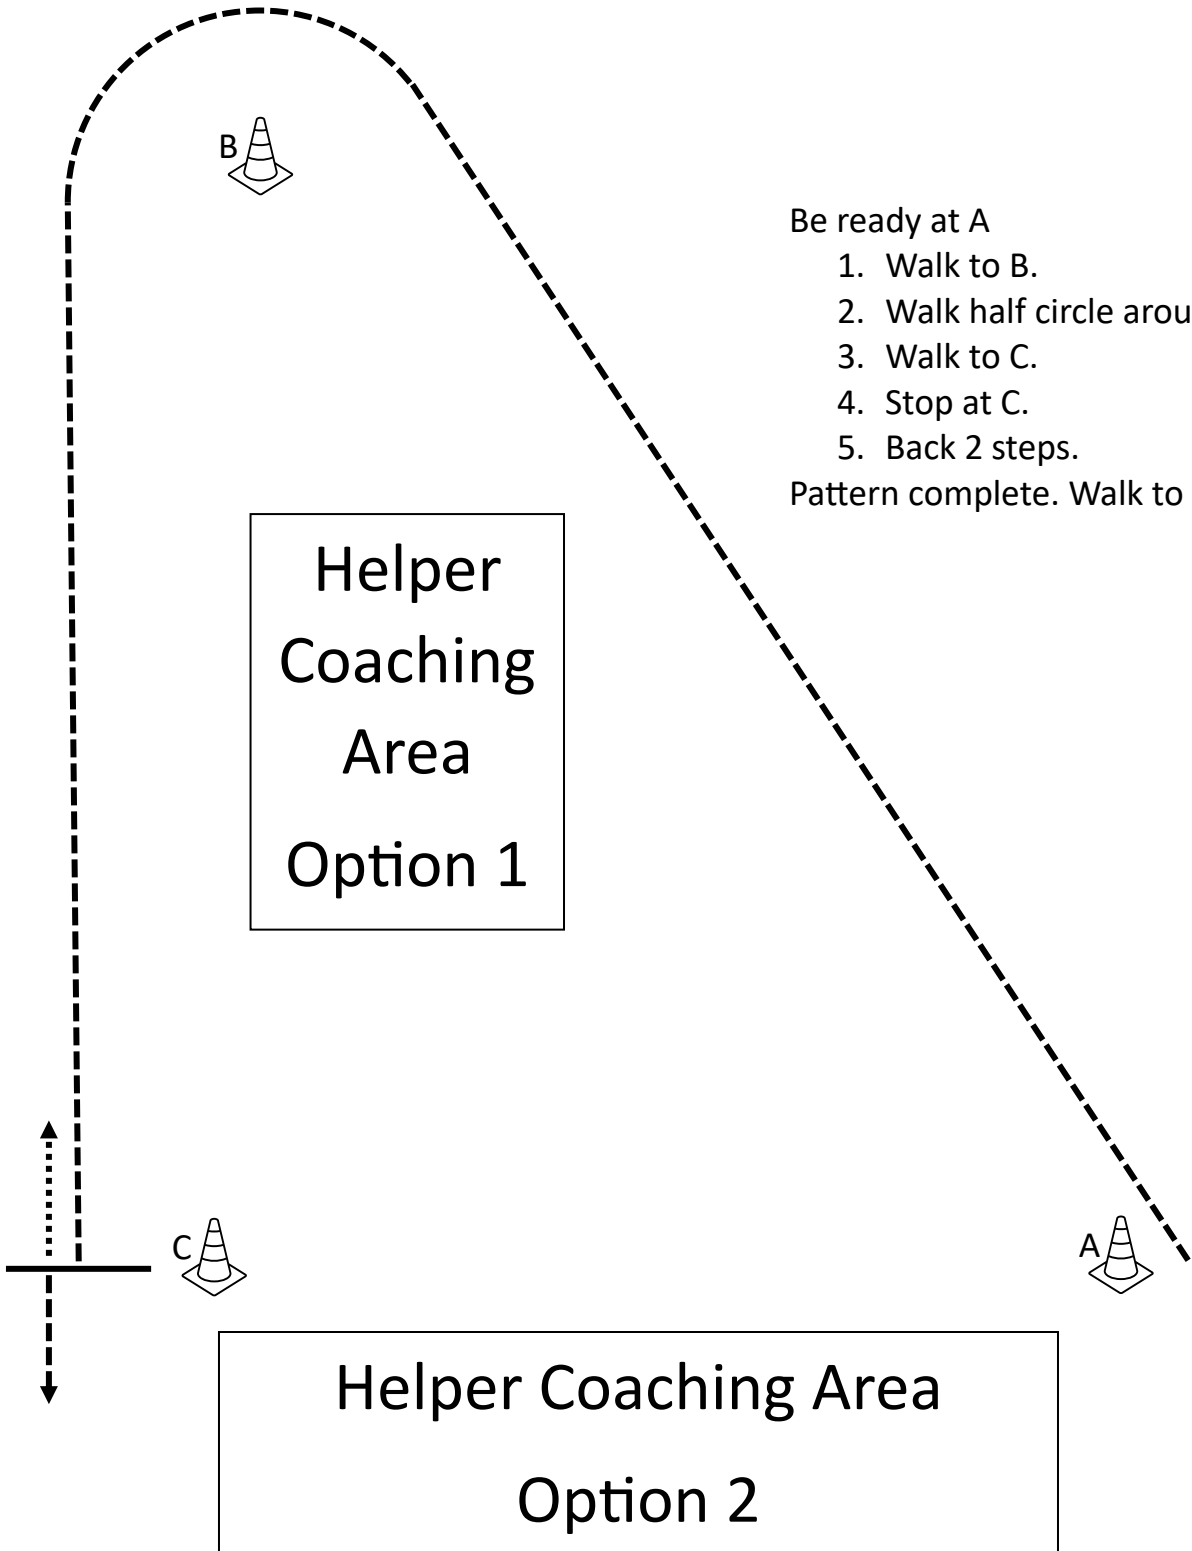 B
Be ready at A
1. Walk to B.
2. Walk half circle arou
3. Walk to C.
4. Stop at C.
5. Back 2 steps.
Pattern complete. Walk to
Helper
Coaching
Area
Option 1
C
A
Helper Coaching Area
Option 2